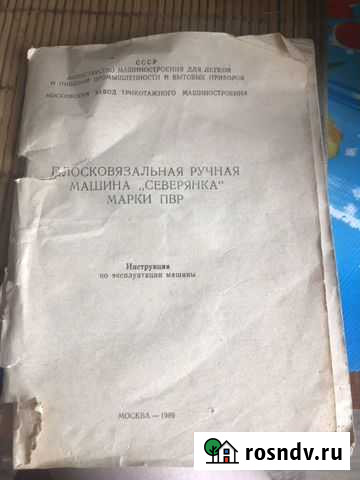 СССР
МИНИСТЕРСТВО МАШИНОСТРОЕНИЯ ДЛЯ ЛЕГКОЙ
И ПИЩЕВОЙ ПРОМЫШЛЕННОСТИ И БЫТОВЫХ ПРИБОРОВ
МОСКОВСКИЙ ЗАВОД ТРИКОТАЖНОГО МАШИНОСТРОЕНИЯ
ПЛОСКОВЯЗАЛЬНАЯ РУЧНАЯ
МАШИНА „СЕВЕРЯНКА"
МАРКИ ПВР
Инструкция
по эксплуатации машины
МОСКВА — 1989
rosndv.ru